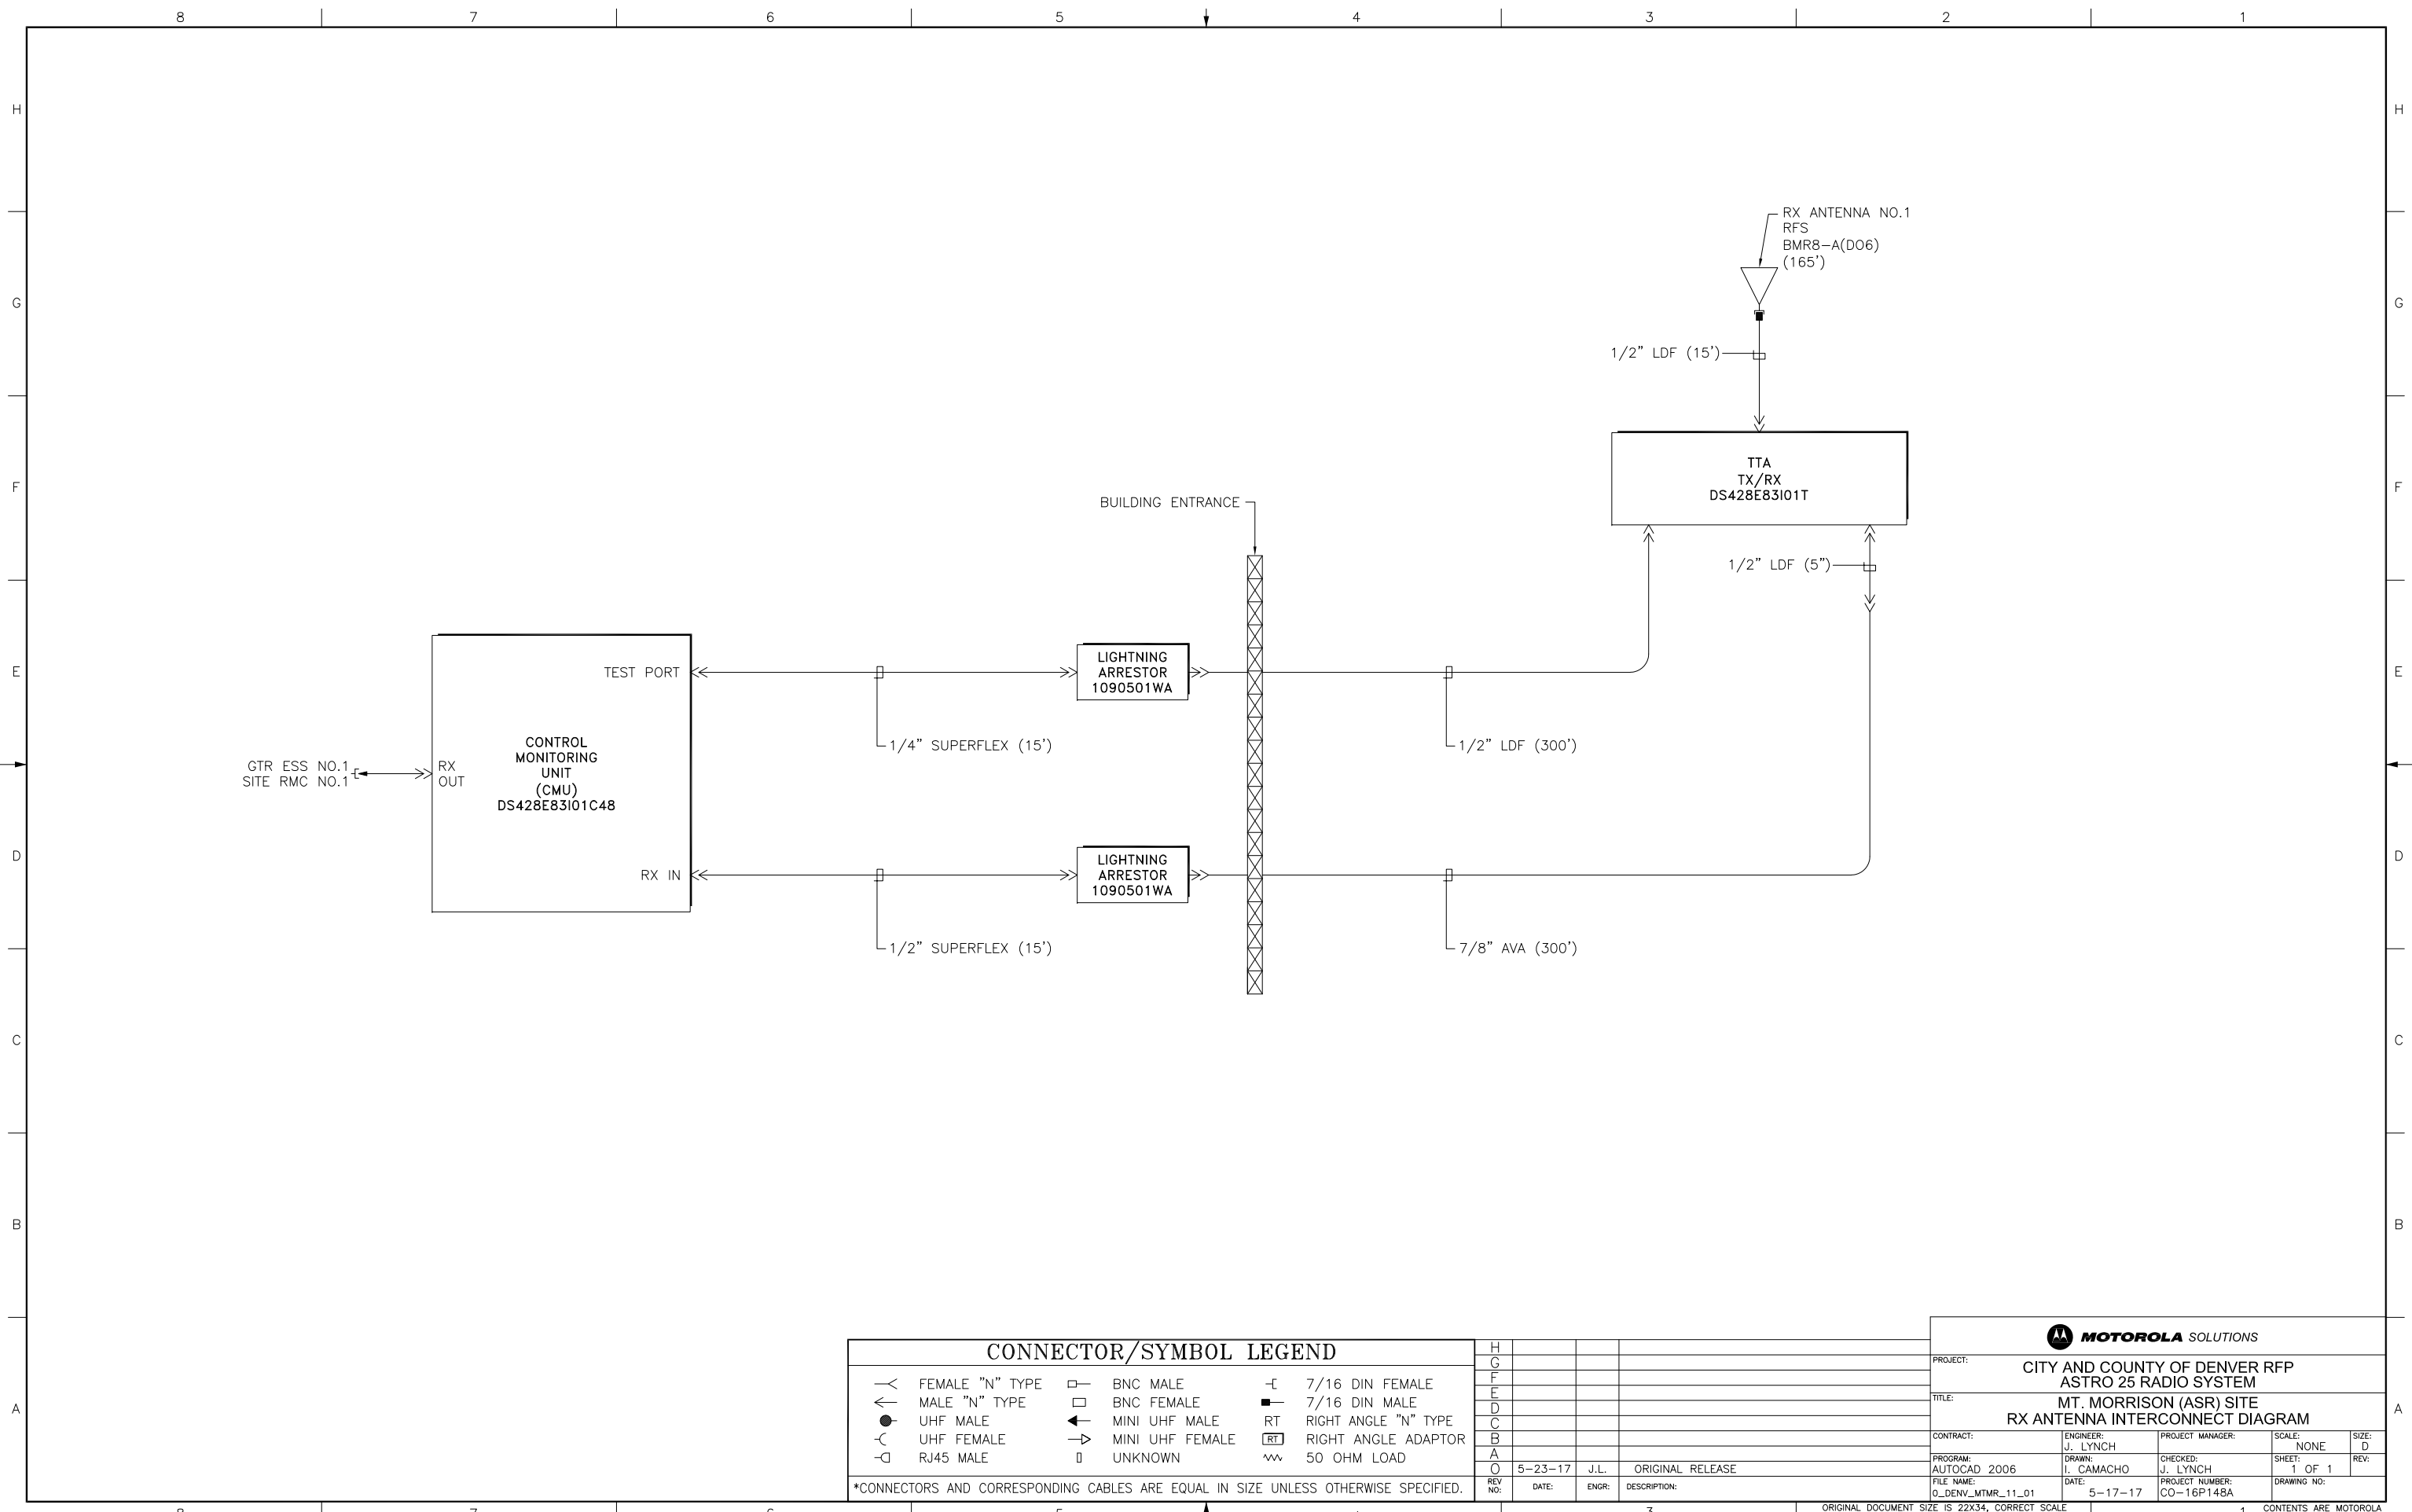 8 7 6 5 4 3 2 1
H
G
F
E
D
C
B
A
H
G
F
E
D
C
B
A
RX ANTENNA NO.1
RFS
BMR8-A(DO6)
(165')
1/2" LDF (15')
TTA
TX/RX
DS428E83I01T
BUILDING ENTRANCE
1/2" LDF (5")
TEST PORT
LIGHTNING
ARRESTOR
1090501WA
1/4" SUPERFLEX (15')
1/2" LDF (300')
CONTROL
MONITORING
UNIT
(CMU)
DS428E83I01C48
GTR ESS NO.1
SITE RMC NO.1
RX
OUT
RX IN
LIGHTNING
ARRESTOR
1090501WA
1/2" SUPERFLEX (15')
7/8" AVA (300')
CONNECTOR/SYMBOL LEGEND
FEMALE "N" TYPE
MALE "N" TYPE
UHF MALE
UHF FEMALE
RJ45 MALE
BNC MALE
BNC FEMALE
MINI UHF MALE
MINI UHF FEMALE
UNKNOWN
7/16 DIN FEMALE
7/16 DIN MALE
RT RIGHT ANGLE "N" TYPE
RT RIGHT ANGLE ADAPTOR
50 OHM LOAD
*CONNECTORS AND CORRESPONDING CABLES ARE EQUAL IN SIZE UNLESS OTHERWISE SPECIFIED.
H
G
F
E
D
C
B
A
O 5-23-17 J.L. ORIGINAL RELEASE
REV NO: DATE: ENGR: DESCRIPTION:
MOTOROLA SOLUTIONS
PROJECT:
CITY AND COUNTY OF DENVER RFP
ASTRO 25 RADIO SYSTEM
TITLE:
MT. MORRISON (ASR) SITE
RX ANTENNA INTERCONNECT DIAGRAM
CONTRACT:
ENGINEER:
J. LYNCH
PROJECT MANAGER:
SCALE:
NONE
SIZE:
D
PROGRAM:
AUTOCAD 2006
DRAWN:
I. CAMACHO
CHECKED:
J. LYNCH
SHEET:
1 OF 1
REV:
FILE NAME:
0_DENV_MTMR_11_01
DATE:
5-17-17
PROJECT NUMBER:
CO-16P148A
DRAWING NO:
ORIGINAL DOCUMENT SIZE IS 22X34, CORRECT SCALE
CONTENTS ARE MOTOROLA